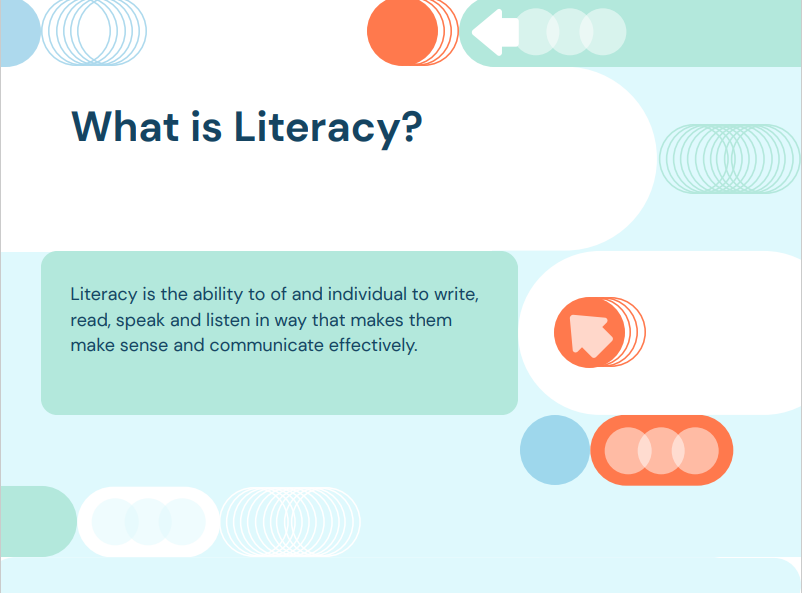 What is Literacy?
Literacy is the ability to of and individual to write,
read, speak and listen in way that makes them
make sense and communicate effectively.